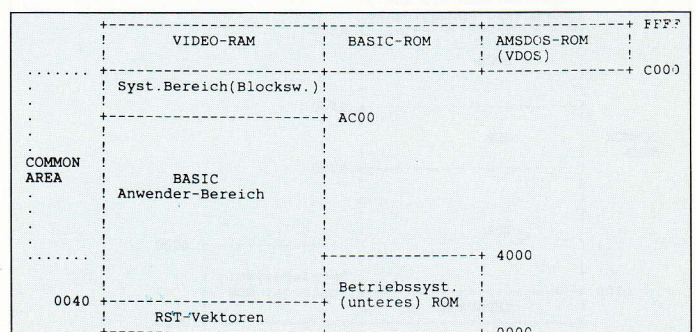 FFFF
VIDEO-RAM ! BASIC-ROM ! AMSDOS-ROM
(VDOS)
C000
Syst.Bereich(Blocksw.)!
AC00
COMMON
AREA
BASIC
Anwender-Bereich
4000
Betriebssyst.
0040 (unteres) ROM
RST-Vektoren
0000